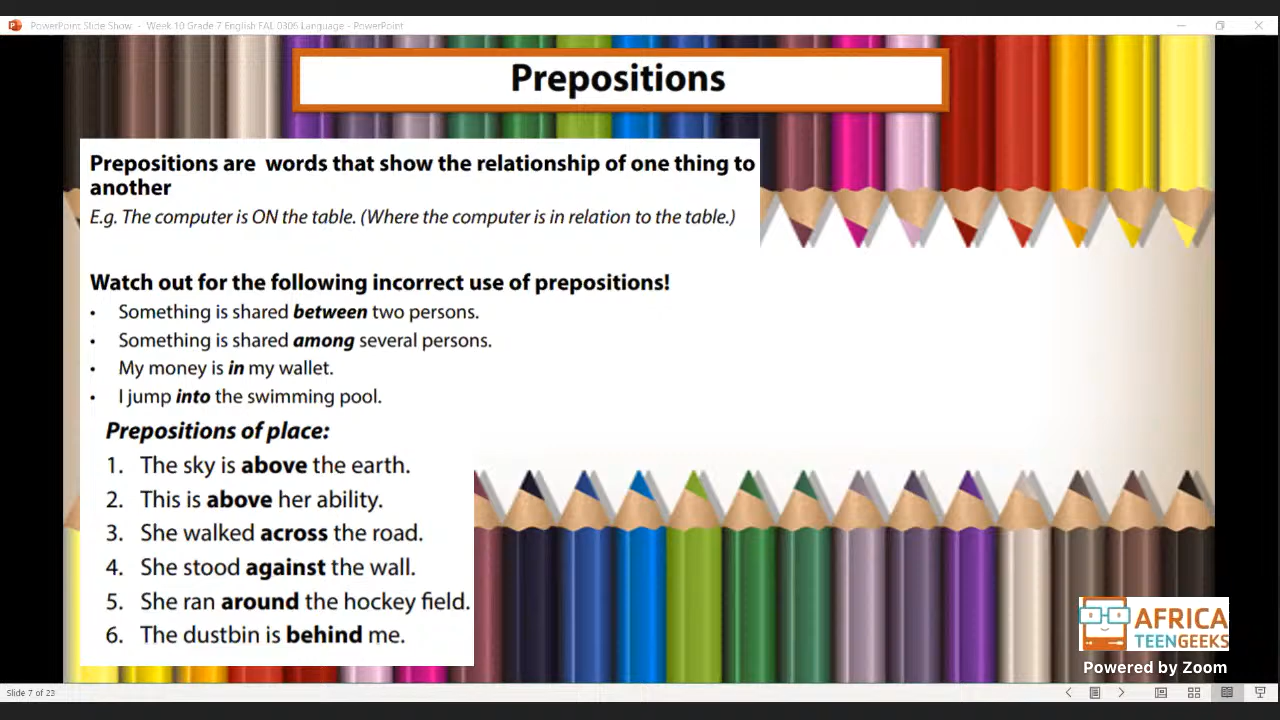 PowerPoint Slide Show - Week 10 Grade 7 English FAL 0306 Language - PowerPoint
Prepositions
Prepositions are words that show the relationship of one thing to
another
E.g. The computer is ON the table. (Where the computer is in relation to the table.)
Watch out for the following incorrect use of prepositions!
• Something is shared between two persons.
• Something is shared among several persons.
• My money is in my wallet.
• I jump into the swimming pool.
Prepositions of place:
1. The sky is above the earth.
2. This is above her ability.
3. She walked across the road.
4. She stood against the wall.
5. She ran around the hockey field.
6. The dustbin is behind me.
AFRICA
TEENGEEKS
Powered by Zoom
Slide 7 of 23